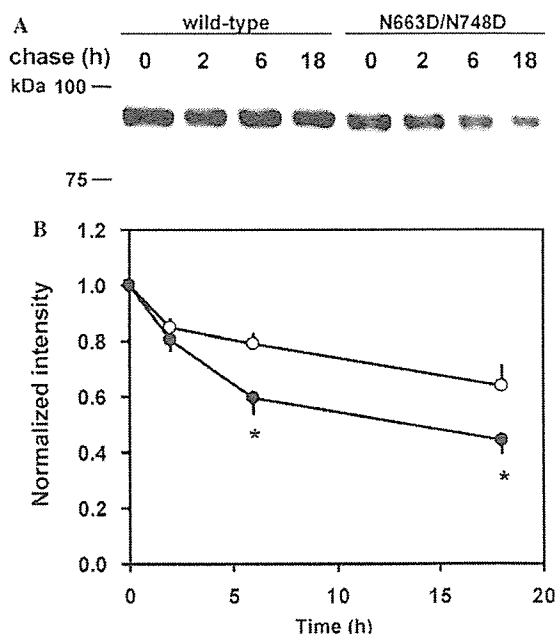 A
wild-type N663D/N748D
chase (h) 0 2 6 18 0 2 6 18
kDa 100
75
B
1.2
1.0
0.8
0.6
0.4
0.2
0.0
* *
0 5 10 15 20
Normalized intensity
Time (h)